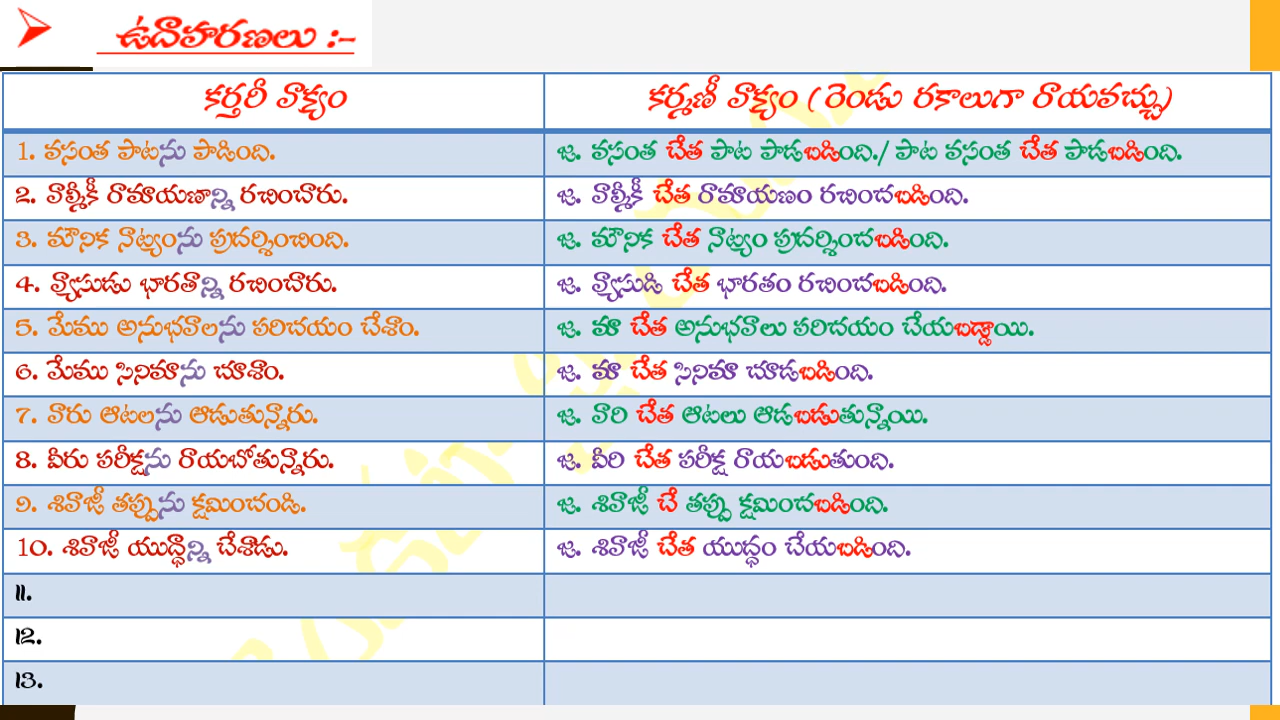 ఉదాహరణలు :-
కర్తరీ వాక్యం
కర్మణీ వాక్యం ( రెండు రకాలుగా రాయవచ్చు)
1. వసంత పాటను పాడింది.
జ. వసంత చేత పాట పాడబడింది./ పాట వసంత చేత పాడబడింది.
2. వాల్మీకీ రామాయణాన్ని రచించారు.
జ. వాల్మీకీ చేత రామాయణం రచించబడింది.
3. మౌనిక నాట్యంను ప్రదర్శించింది.
జ. మౌనిక చేత నాట్యం ప్రదర్శించబడింది.
4. వ్యాసుడు భారతాన్ని రచించారు.
జ. వ్యాసుడి చేత భారతం రచించబడింది.
5. మేము అనుభవాలను పరిచయం చేశాం.
జ. మా చేత అనుభవాలు పరిచయం చేయబడ్డాయి.
6. మేము సినిమాను చూశాం.
జ. మా చేత సినిమా చూడబడింది.
7. వారు ఆటలను ఆడుతున్నారు.
జ. వారి చేత ఆటలు ఆడబడుతున్నాయి.
8. వీరు పరీక్షను రాయబోతున్నారు.
జ. వీరి చేత పరీక్ష రాయబడుతుంది.
9. శివాజీ తప్పును క్షమించండి.
జ. శివాజీ చే తప్పు క్షమించబడింది.
10. శివాజీ యుద్ధాన్ని చేశాడు.
జ. శివాజీ చేత యుద్ధం చేయబడింది.
11.
12.
13.